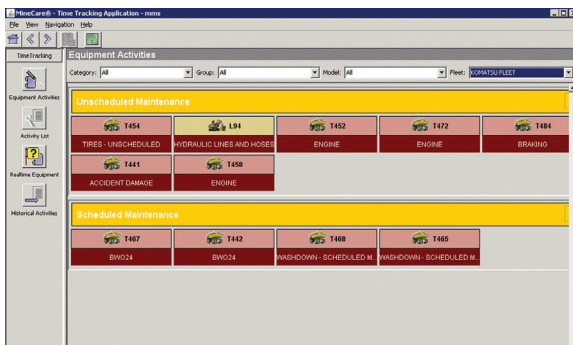 MineCare® - Time Tracking Application - mms
File View Navigation Help
TimeTracking
Equipment Activities
Category: All Group: All Model: All Fleet: KOMATSU FLEET
Equipment Activities
Activity List
Realtime Equipment
Historical Activities
Unscheduled Maintenance
T454 L94 T452 T472 T484
TIRES - UNSCHEDULED HYDRAULIC LINES AND HOSES ENGINE ENGINE BRAKING
T441 T458
ACCIDENT DAMAGE ENGINE
Scheduled Maintenance
T467 T442 T468 T465
BWO24 BWO24 WASHDOWN - SCHEDULED M... WASHDOWN - SCHEDULED M...